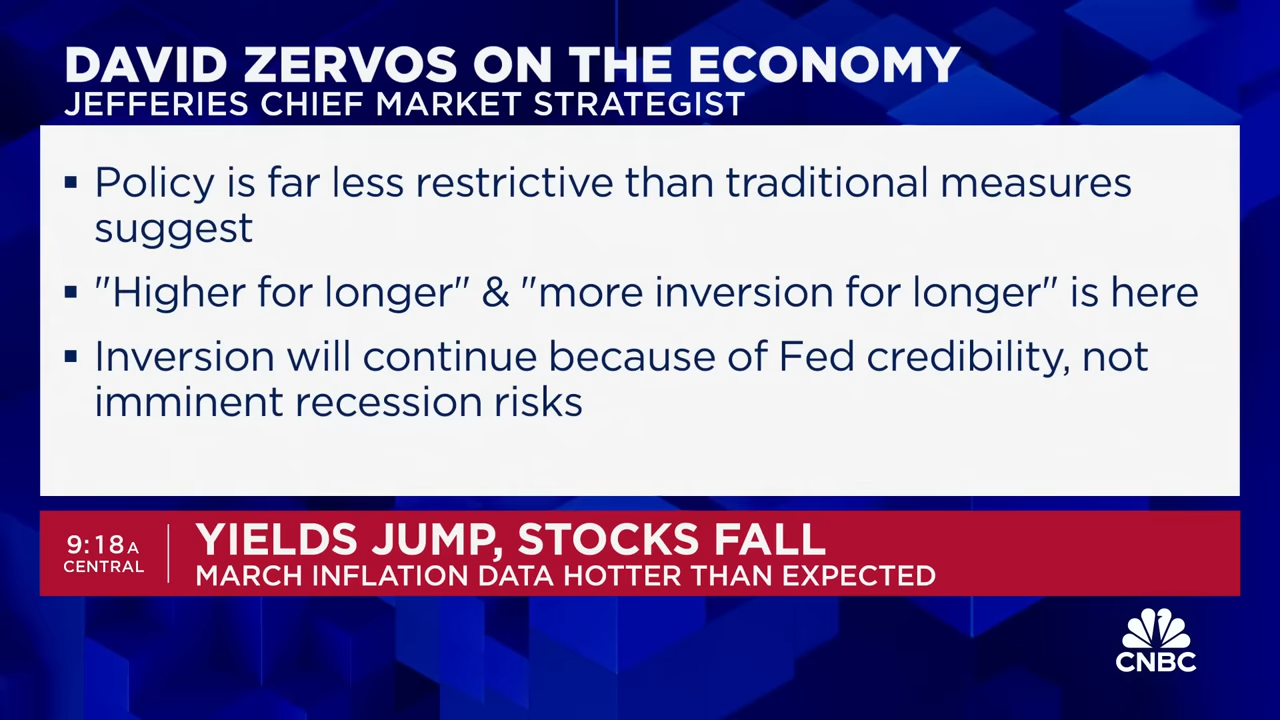 DAVID ZERVOS ON THE ECONOMY
JEFFERIES CHIEF MARKET STRATEGIST
▪ Policy is far less restrictive than traditional measures
suggest
▪ "Higher for longer" & "more inversion for longer" is here
▪ Inversion will continue because of Fed credibility, not
imminent recession risks
9:18A
CENTRAL
YIELDS JUMP, STOCKS FALL
MARCH INFLATION DATA HOTTER THAN EXPECTED
CNBC